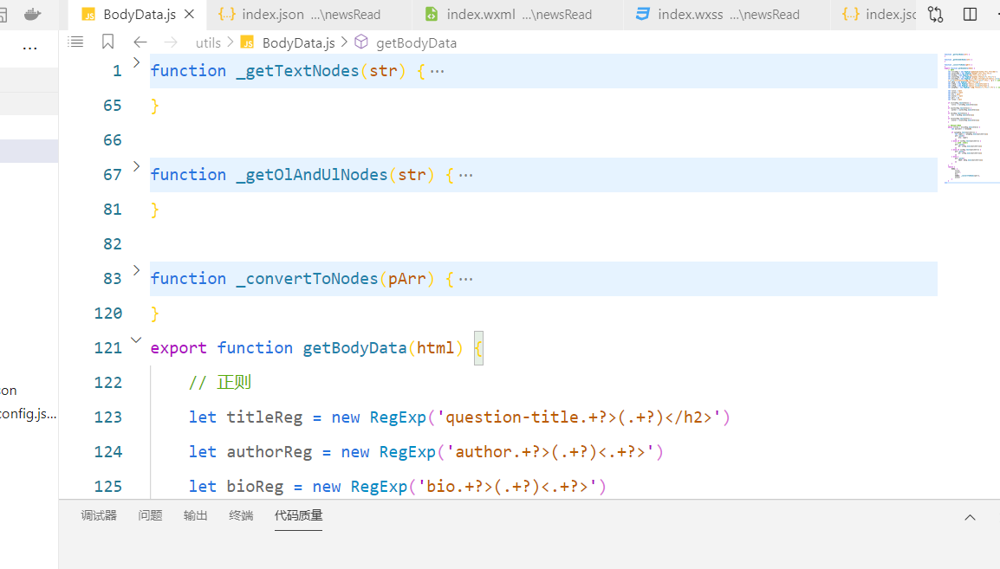 BodyData.js index.json ...\newsRead index.wxml ...\newsRead index.wxss ...\newsRead index.jsc
utils > BodyData.js > getBodyData
1 function _getTextNodes(str) {···
65 }
66
67 function _getOlAndUlNodes(str) {···
81 }
82
83 function _convertToNodes(pArr) {···
120 }
121 export function getBodyData(html) {
122 // 正则
123 let titleReg = new RegExp('question-title.+?>(.+?)</h2>')
124 let authorReg = new RegExp('author.+?>(.+?)<.+?>')
125 let bioReg = new RegExp('bio.+?>(.+?)<.+?>')
son
config.js...
调试器 问题 输出 终端 代码质量